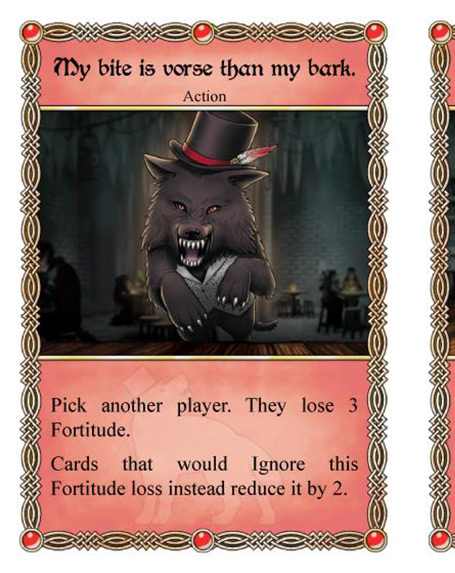 My bite is vorse than my bark.
Action
Pick another player. They lose 3
Fortitude.
Cards that would Ignore this
Fortitude loss instead reduce it by 2.